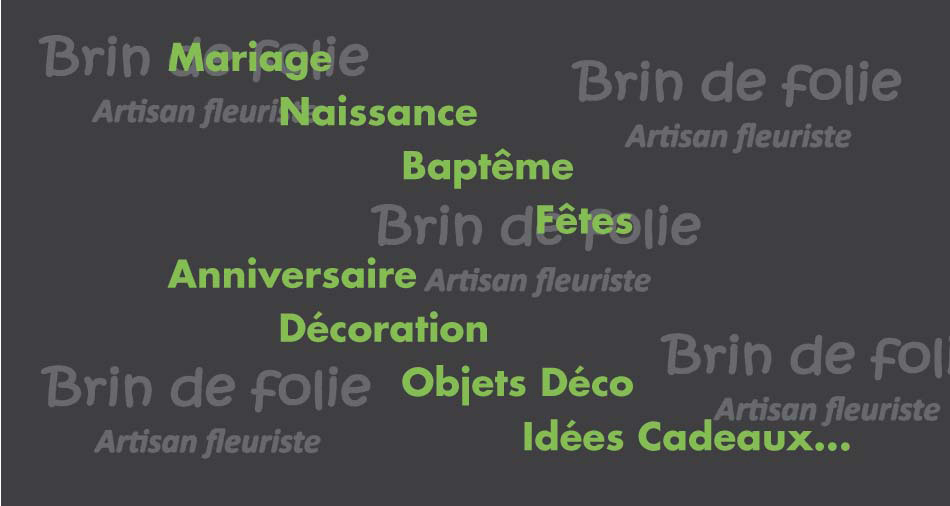 Brin de folie
Mariage
Artisan fleuriste
Naissance
Brin de folie
Artisan fleuriste
Baptême
Brin de folie
Fêtes
Anniversaire
Artisan fleuriste
Décoration
Brin de foli
Artisan fleuriste
Brin de folie
Artisan fleuriste
Objets Déco
Idées Cadeaux...